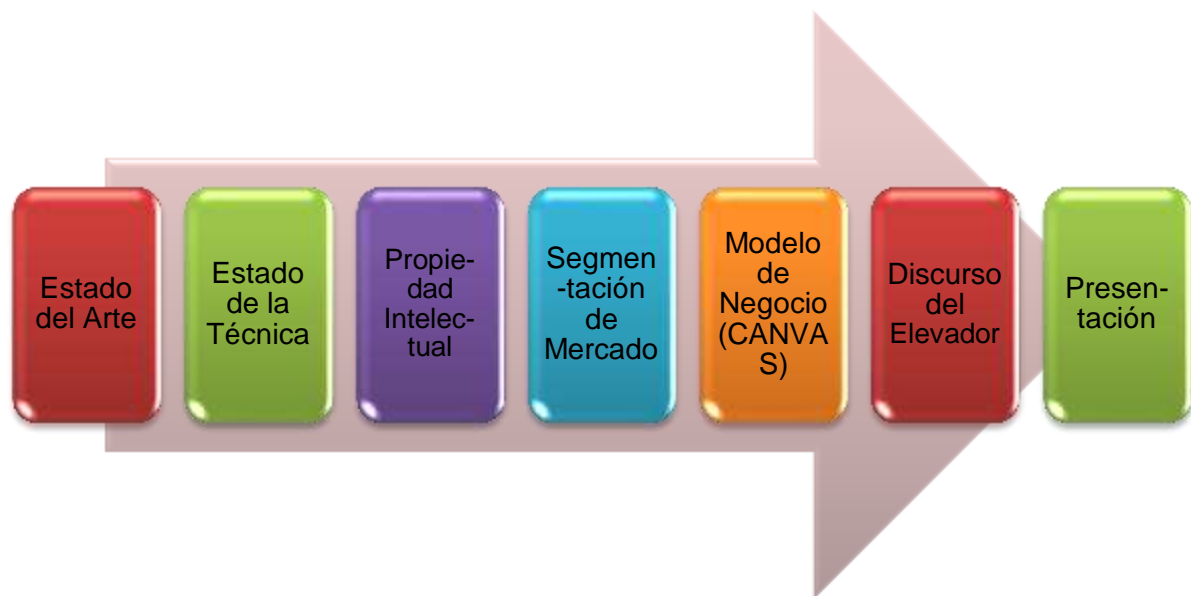 Estado
del Arte
Estado
de la
Técnica
Propie-
dad
Intelec-
tual
Segmen
-tación
de
Mercado
Modelo
de
Negocio
(CANVA
S)
Discurso
del
Elevador
Presen-
tación